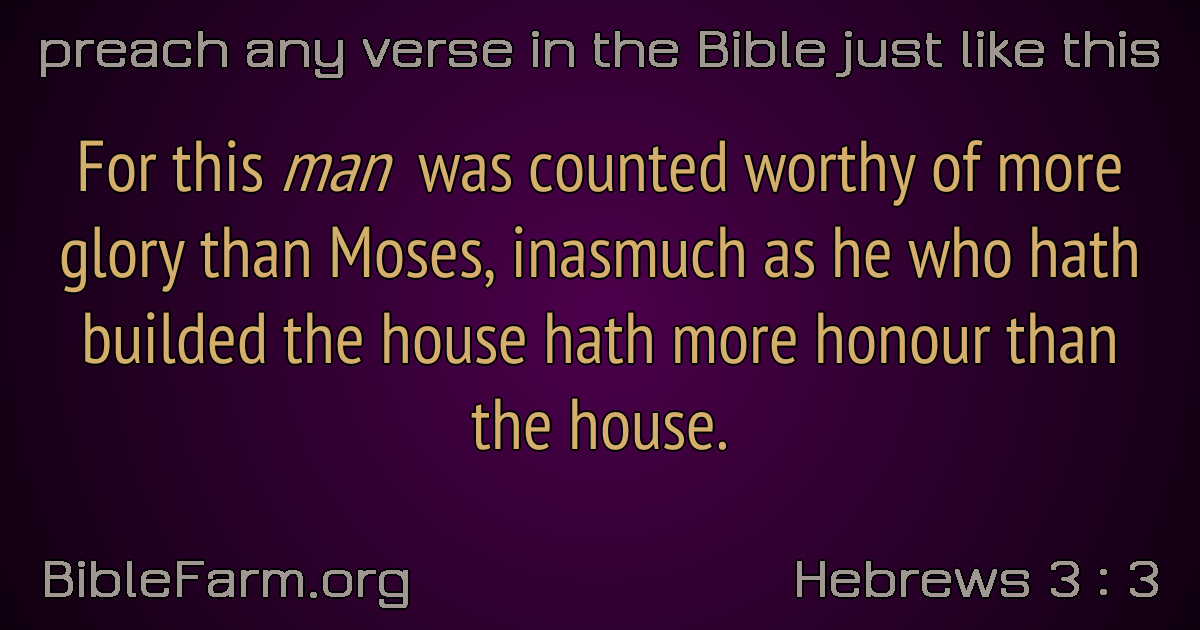 preach any verse in the Bible just like this
For this man was counted worthy of more
glory than Moses, inasmuch as he who hath
builded the house hath more honour than
the house.
BibleFarm.org
Hebrews 3 : 3